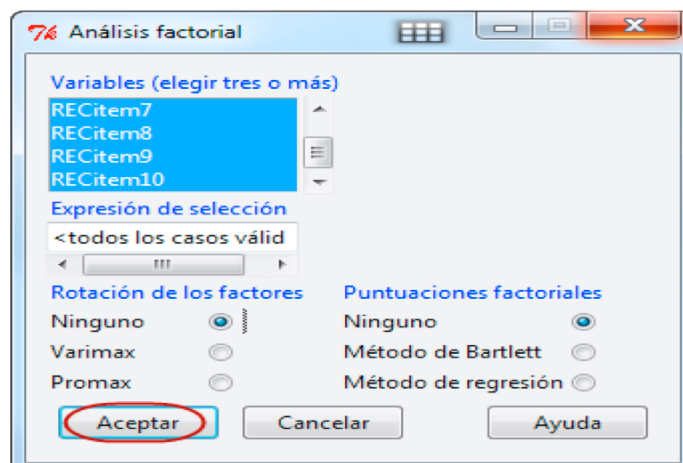 Análisis factorial
Variables (elegir tres o más)
RECitem7
RECitem8
RECitem9
RECitem10
Expresión de selección
<todos los casos válid
Rotación de los factores
Ninguno
Varimax
Promax
Puntuaciones factoriales
Ninguno
Método de Bartlett
Método de regresión
Aceptar
Cancelar
Ayuda